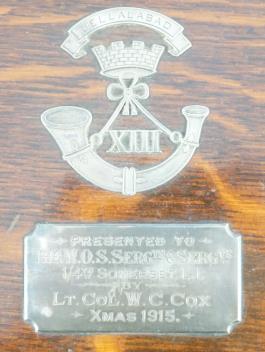 JELLALABAD
XIII
PRESENTED TO
THE W.O.S. SERGTS & SERGTS
1/4TH SOMERSET L.I.
BY
LT. COL. W. C. COX
XMAS 1915.